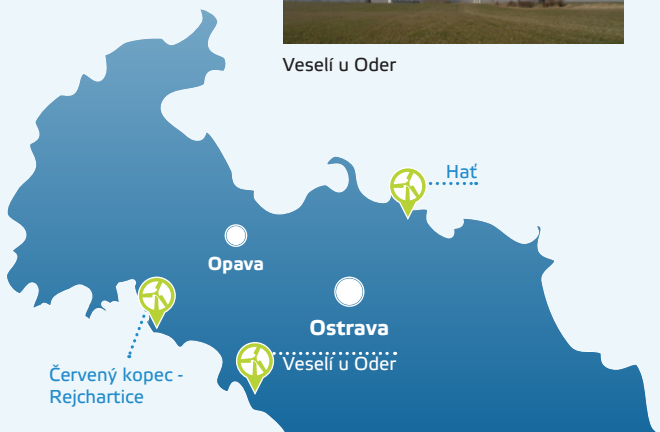 Veselí u Oder
Hať
Opava
Ostrava
Veselí u Oder
Červený kopec -
Rejchartice